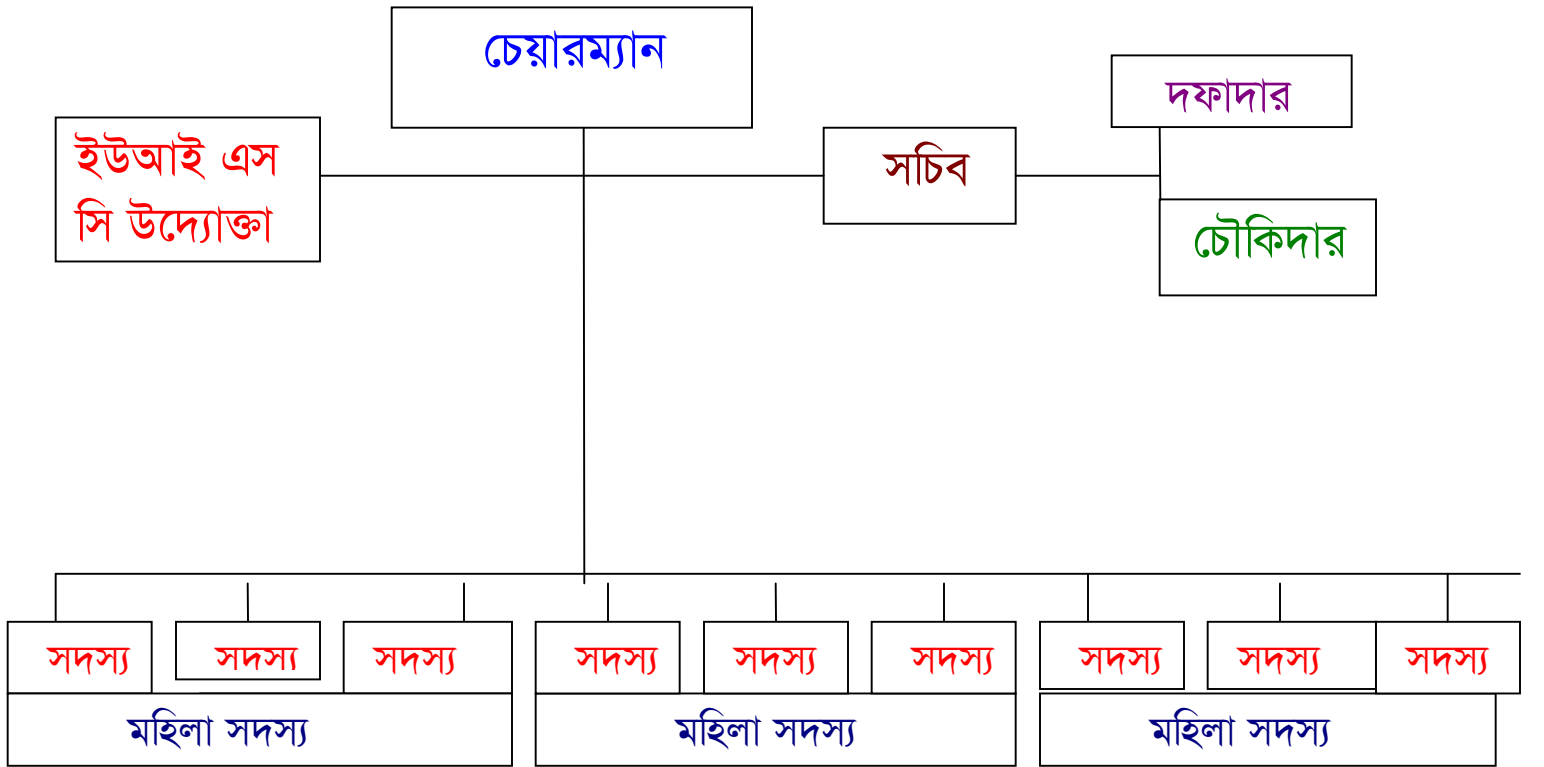 চেয়ারম্যান
দফাদার
ইউআই এস
সি উদ্যোক্তা
সচিব
চৌকিদার
সদস্য সদস্য সদস্য সদস্য সদস্য সদস্য সদস্য সদস্য সদস্য
মহিলা সদস্য মহিলা সদস্য মহিলা সদস্য